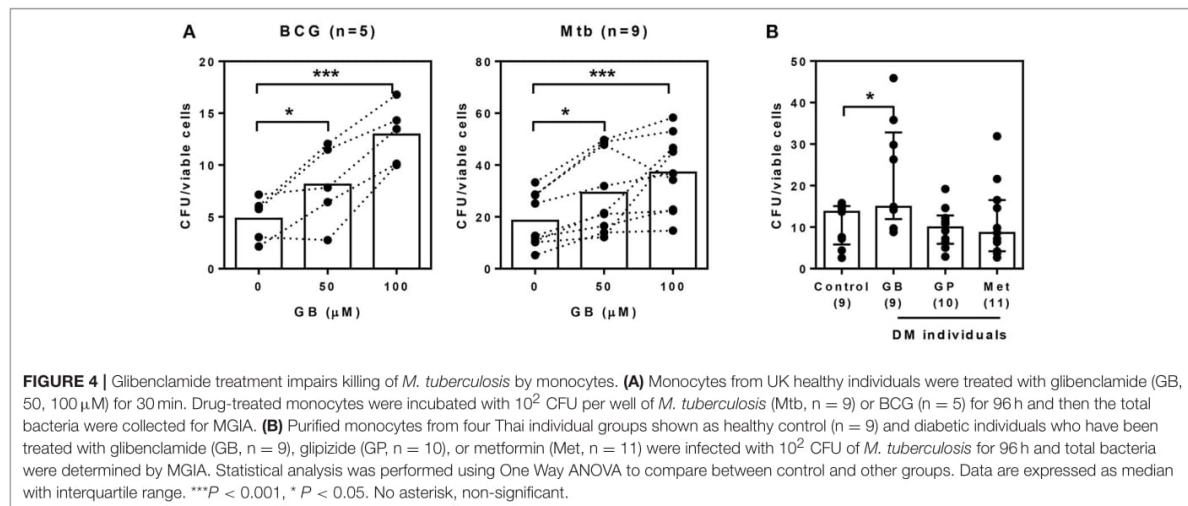 A
BCG (n=5)
***
*
20
15
10
5
0
CFU/viable cells
0 50 100
GB (μM)
Mtb (n=9)
***
*
80
60
40
20
0
CFU/viable cells
0 50 100
GB (μM)
B
*
50
40
30
20
10
0
CFU/viable cells
Control GB GP Met
(9) (9) (10) (11)
DM individuals
FIGURE 4 | Glibenclamide treatment impairs killing of M. tuberculosis by monocytes. (A) Monocytes from UK healthy individuals were treated with glibenclamide (GB,
50, 100 μM) for 30 min. Drug-treated monocytes were incubated with 10² CFU per well of M. tuberculosis (Mtb, n = 9) or BCG (n = 5) for 96 h and then the total
bacteria were collected for MGIA. (B) Purified monocytes from four Thai individual groups shown as healthy control (n = 9) and diabetic individuals who have been
treated with glibenclamide (GB, n = 9), glipizide (GP, n = 10), or metformin (Met, n = 11) were infected with 10² CFU of M. tuberculosis for 96 h and total bacteria
were determined by MGIA. Statistical analysis was performed using One Way ANOVA to compare between control and other groups. Data are expressed as median
with interquartile range. ***P < 0.001, * P < 0.05. No asterisk, non-significant.